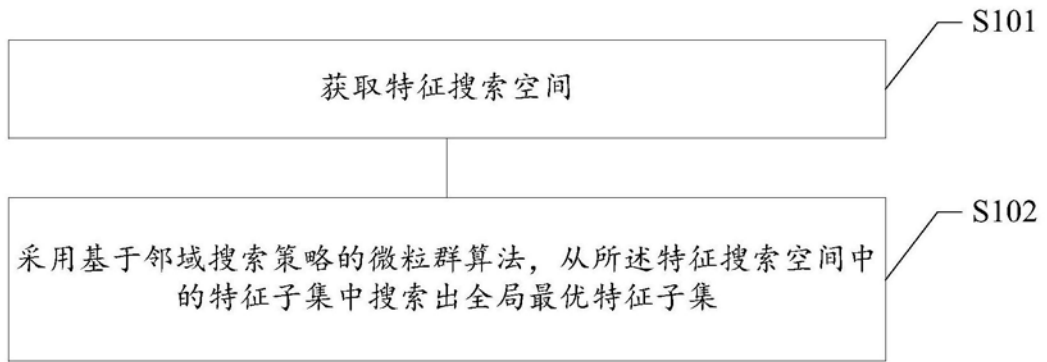 S101
获取特征搜索空间
S102
采用基于邻域搜索策略的微粒群算法，从所述特征搜索空间中
的特征子集中搜索出全局最优特征子集